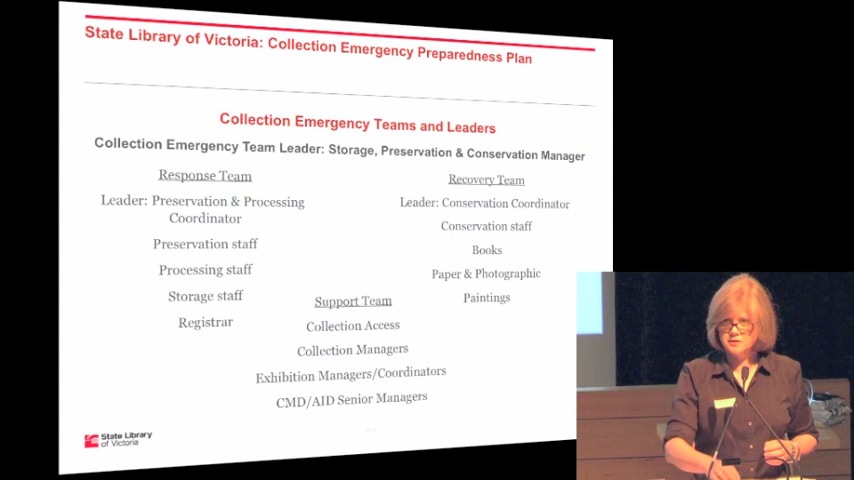 State Library of Victoria: Collection Emergency Preparedness Plan
Collection Emergency Teams and Leaders
Collection Emergency Team Leader: Storage, Preservation & Conservation Manager
Response Team
Leader: Preservation & Processing
Coordinator
Preservation staff
Processing staff
Storage staff
Registrar
Recovery Team
Leader: Conservation Coordinator
Conservation staff
Books
Paper & Photographic
Paintings
Support Team
Collection Access
Collection Managers
Exhibition Managers/Coordinators
CMD/AID Senior Managers
State Library
of Victoria